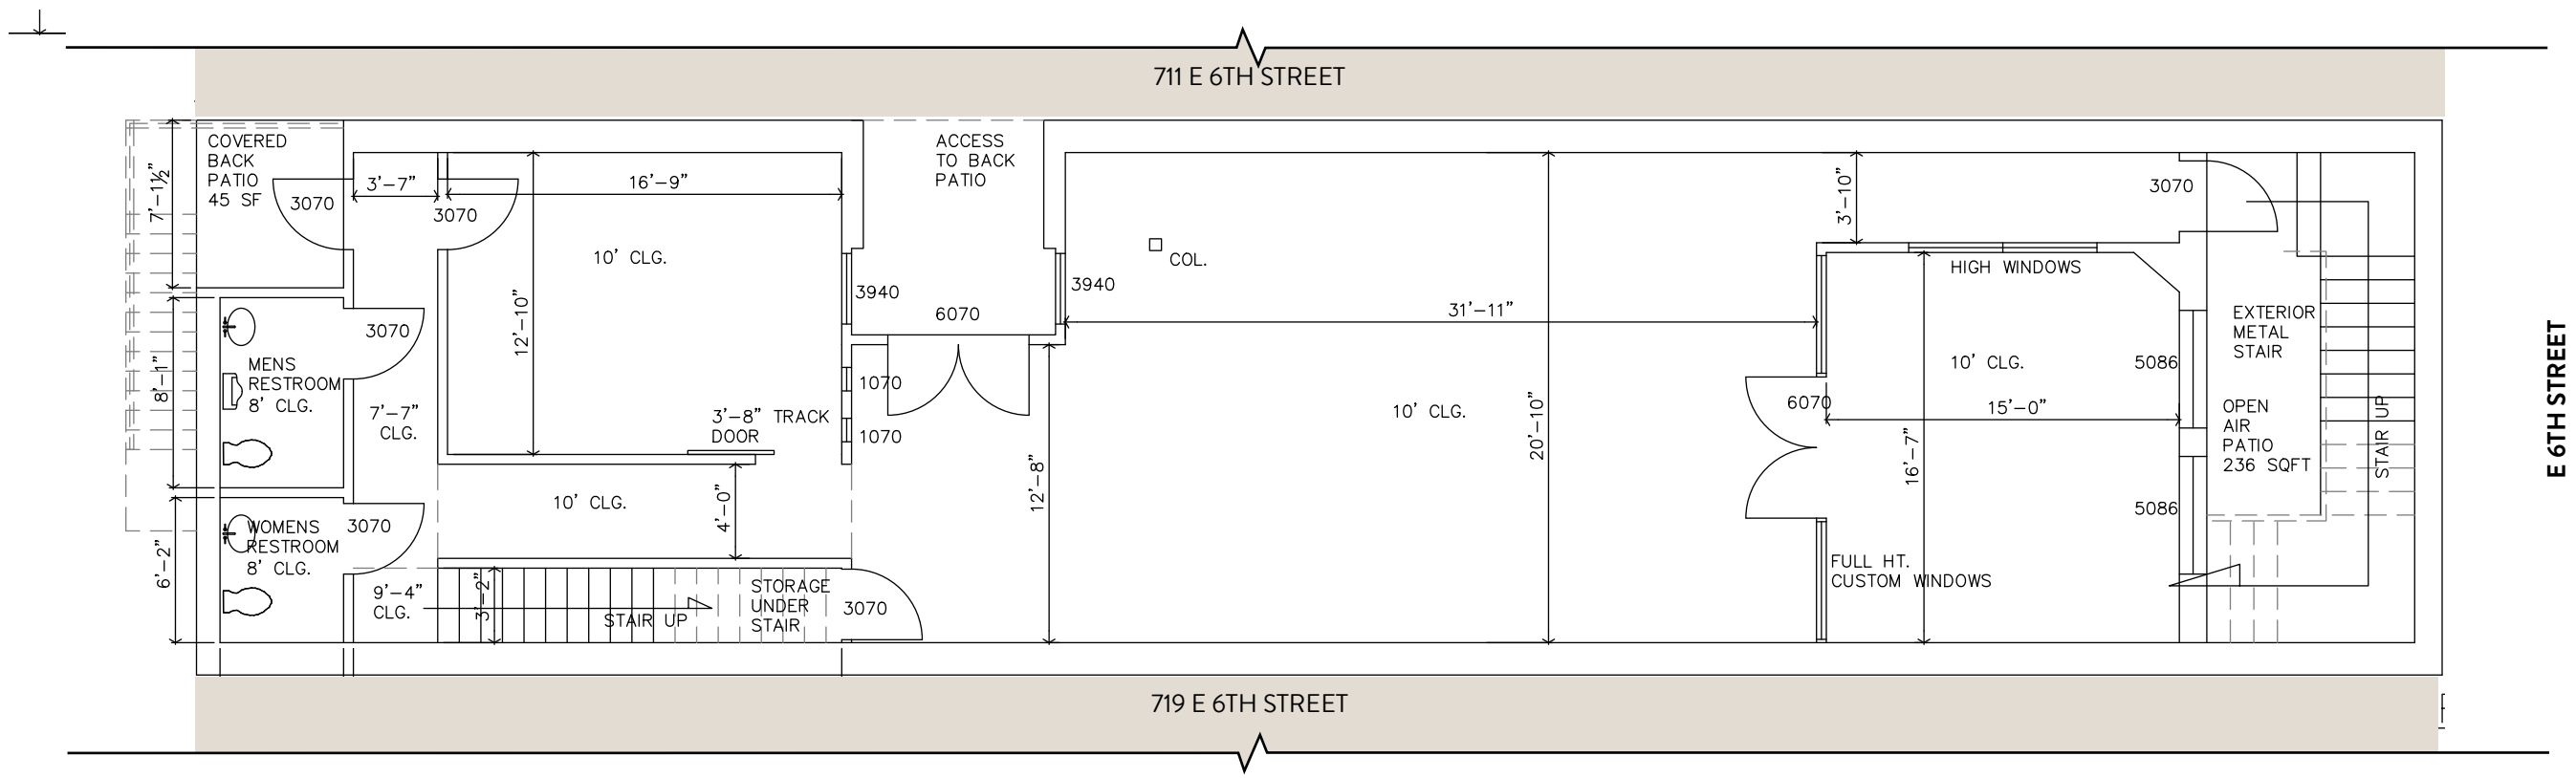 711 E 6TH STREET
COVERED
BACK
PATIO
45 SF
7'-1½"
3070
3'-7"
3070
16'-9"
10' CLG.
12'-10"
ACCESS
TO BACK
PATIO
3940
6070
3940
COL.
31'-11"
3'-10"
3070
HIGH WINDOWS
EXTERIOR
METAL
STAIR
8'-1"
MENS
RESTROOM
8' CLG.
3070
7'-7"
CLG.
3'-8" TRACK
DOOR
1070
1070
10' CLG.
20'-10"
6070
10' CLG.
15'-0"
5086
OPEN
AIR
PATIO
236 SQFT
STAIR UP
16'-7"
5086
10' CLG.
4'-0"
12'-8"
6'-2"
WOMENS
RESTROOM
8' CLG.
3070
9'-4"
CLG.
3'-2"
STAIR UP
STORAGE
UNDER
STAIR
3070
FULL HT.
CUSTOM WINDOWS
E 6TH STREET
719 E 6TH STREET